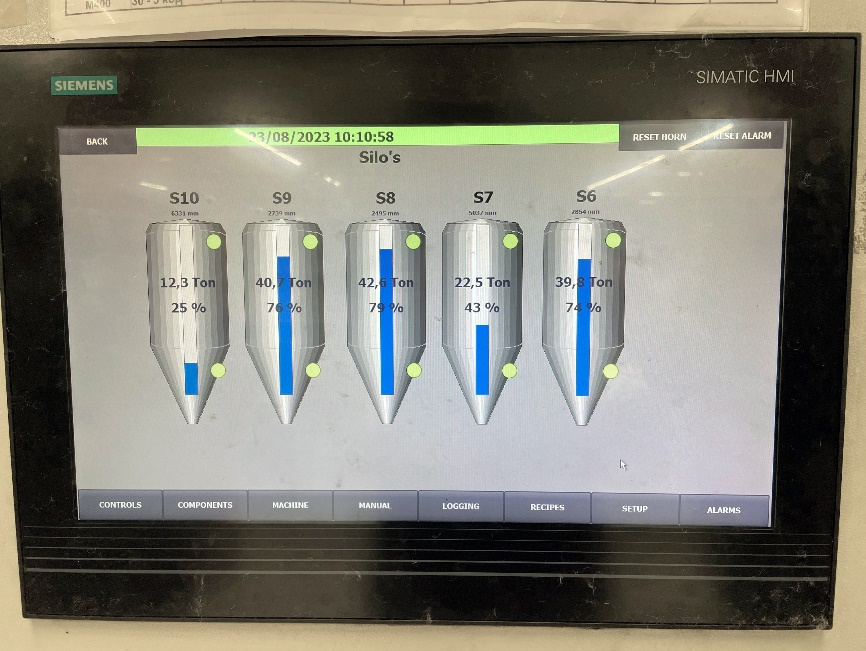 M400
SIEMENS
SIMATIC HMI
BACK
23/08/2023 10:10:58
RESET HORN
RESET ALARM
Silo's
S10
S9
S8
S7
S6
6331 mm
2739 mm
2495 mm
5037 mm
2854 mm
12,3 Ton
40,7 Ton
42,6 Ton
22,5 Ton
39,8 Ton
25 %
76 %
79 %
43 %
74 %
CONTROLS
COMPONENTS
MACHINE
MANUAL
LOGGING
RECIPES
SETUP
ALARMS